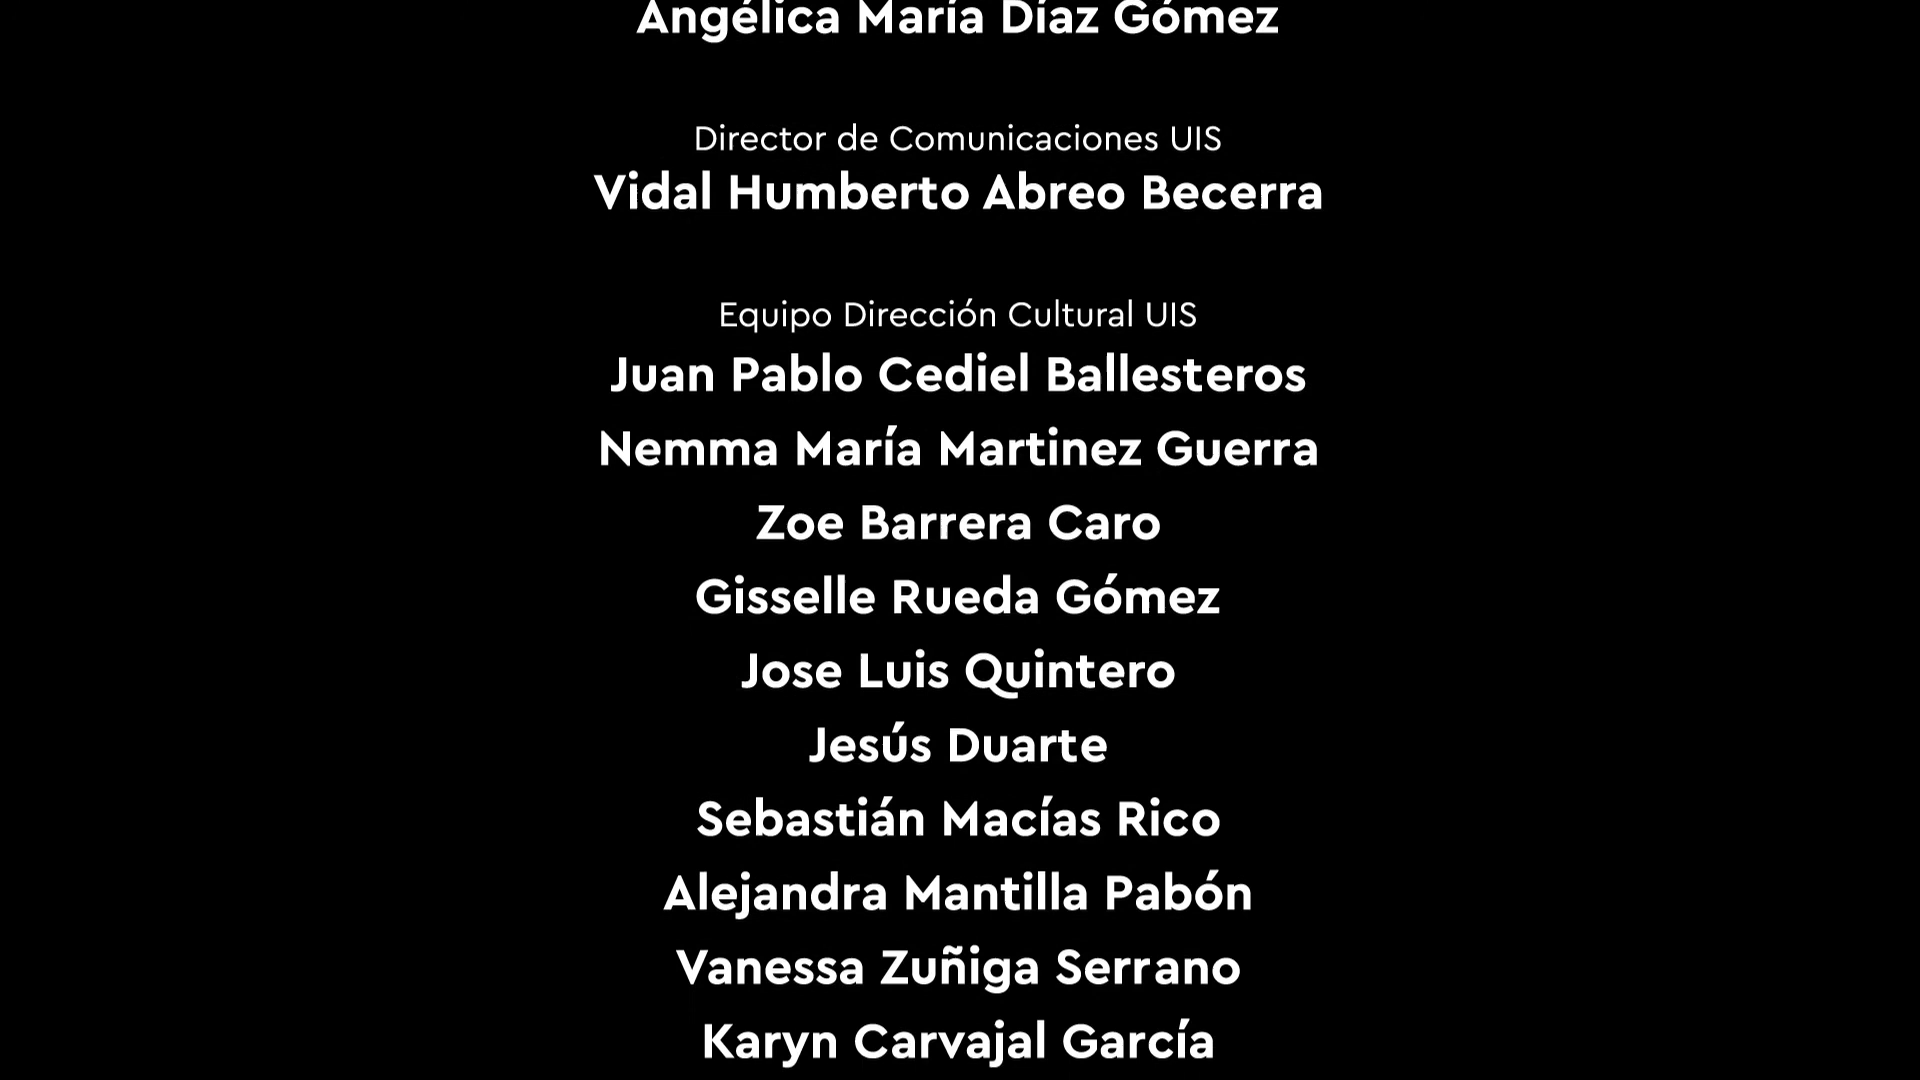 Angélica María Díaz Gómez
Director de Comunicaciones UIS
Vidal Humberto Abreo Becerra
Equipo Dirección Cultural UIS
Juan Pablo Cediel Ballesteros
Nemma María Martinez Guerra
Zoe Barrera Caro
Gisselle Rueda Gómez
Jose Luis Quintero
Jesús Duarte
Sebastián Macías Rico
Alejandra Mantilla Pabón
Vanessa Zuñiga Serrano
Karyn Carvajal García